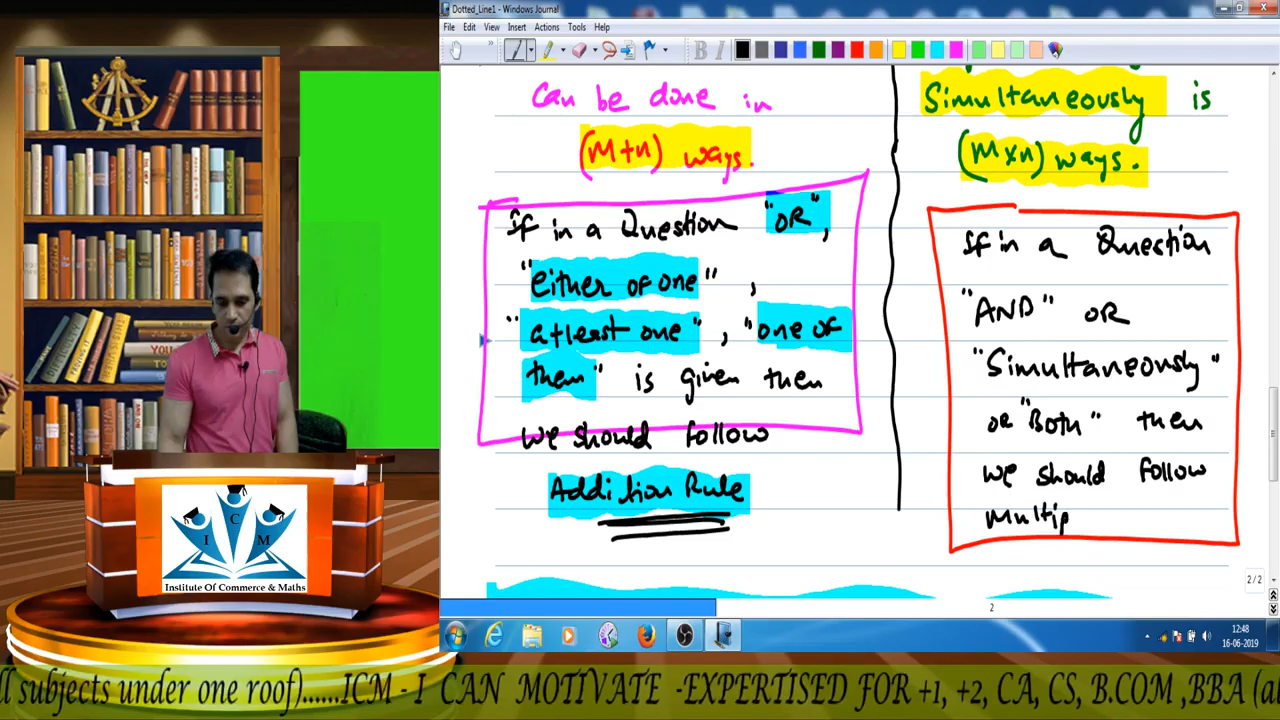 Dotted_Line1 - Windows Journal
File Edit View Insert Actions Tools Help
B I
can be done in
(M+n) ways.
If in a Question "OR",
"either of one" ,
"atleast one", "one of
them" is given then
we should follow
Addition Rule
Simultaneously is
(M×n) ways.
If in a Question
"AND" OR
"Simultaneously"
or "Both" then
we should follow
Multip
2/2
2
12:48
16-06-2019
I C M
Institute Of Commerce & Maths
ll subjects under one roof)......ICM - I CAN MOTIVATE -EXPERTISED FOR +1, +2, CA, CS, B.COM ,BBA (al